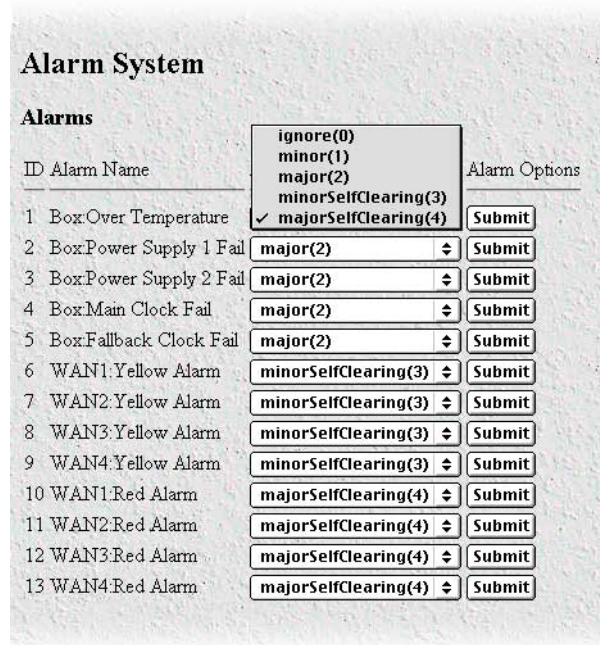 Alarm System
Alarms
ignore(0)
minor(1)
major(2)
minorSelfClearing(3)
✓ majorSelfClearing(4)
ID Alarm Name Alarm Options
1 Box:Over Temperature Submit
2 Box:Power Supply 1 Fail major(2) Submit
3 Box:Power Supply 2 Fail major(2) Submit
4 Box:Main Clock Fail major(2) Submit
5 Box:Fallback Clock Fail major(2) Submit
6 WAN1:Yellow Alarm minorSelfClearing(3) Submit
7 WAN2:Yellow Alarm minorSelfClearing(3) Submit
8 WAN3:Yellow Alarm minorSelfClearing(3) Submit
9 WAN4:Yellow Alarm minorSelfClearing(3) Submit
10 WAN1:Red Alarm majorSelfClearing(4) Submit
11 WAN2:Red Alarm majorSelfClearing(4) Submit
12 WAN3:Red Alarm majorSelfClearing(4) Submit
13 WAN4:Red Alarm majorSelfClearing(4) Submit